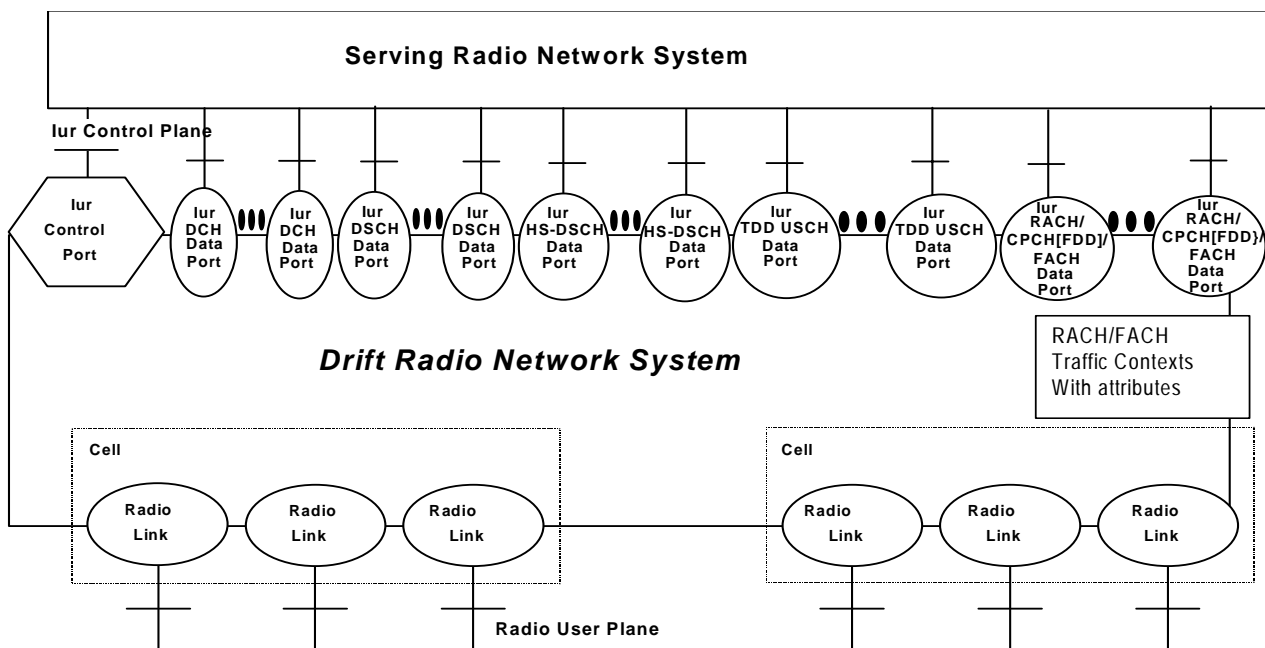 Serving Radio Network System
Iur Control Plane
Iur
Control
Port
Iur
DCH
Data
Port
Iur
DCH
Data
Port
Iur
DSCH
Data
Port
Iur
DSCH
Data
Port
Iur
HS-DSCH
Data
Port
Iur
HS-DSCH
Data
Port
Iur
TDD USCH
Data
Port
Iur
TDD USCH
Data
Port
Iur
RACH/
CPCH[FDD]/
FACH
Data
Port
Iur
RACH/
CPCH[FDD}/
FACH
Data
Port
Drift Radio Network System
RACH/FACH
Traffic Contexts
With attributes
Cell
Radio
Link
Radio
Link
Radio
Link
Cell
Radio
Link
Radio
Link
Radio
Link
Radio User Plane